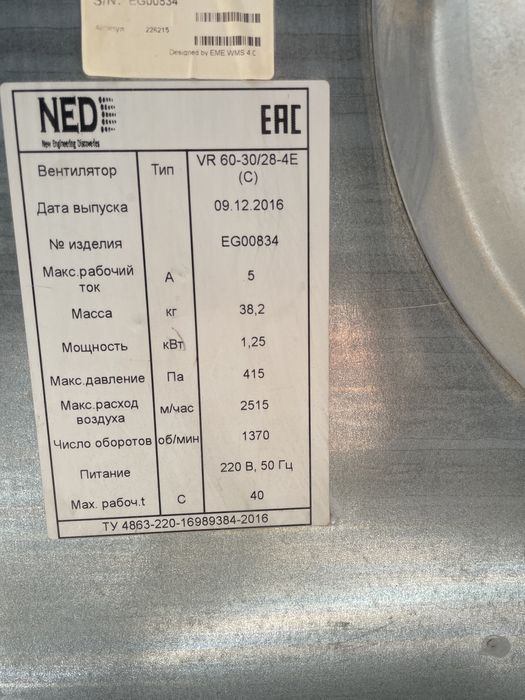 S/N: EG00834
Артикул 226215
Designed by EME WMS 4 C
NED
New Engineering Discoveries
EAC
Вентилятор Тип VR 60-30/28-4E (C)
Дата выпуска 09.12.2016
№ изделия EG00834
Макс.рабочий ток А 5
Масса кг 38,2
Мощность кВт 1,25
Макс.давление Па 415
Макс.расход воздуха м/час 2515
Число оборотов об/мин 1370
Питание 220 В, 50 Гц
Мах. рабоч.t С 40
ТУ 4863-220-16989384-2016